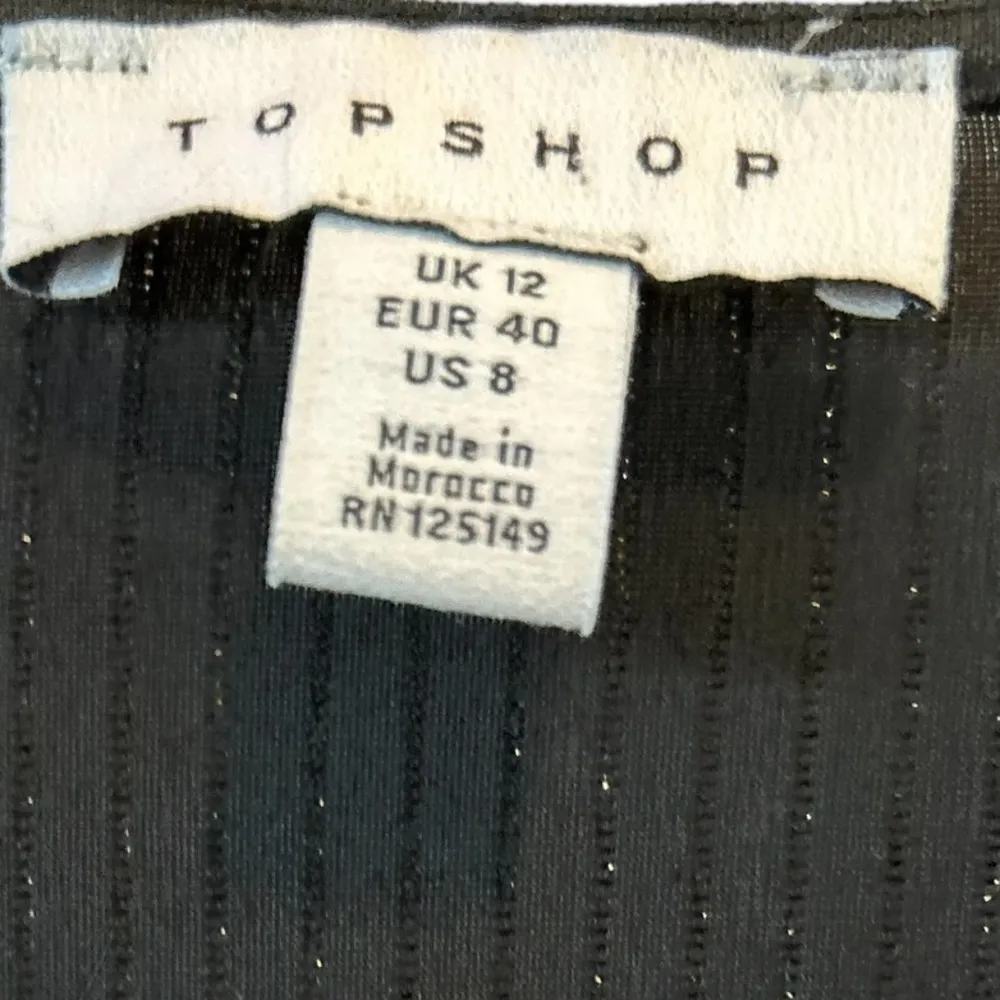 TOPSHOP
UK 12
EUR 40
US 8
Made in
Morocco
RN 125149